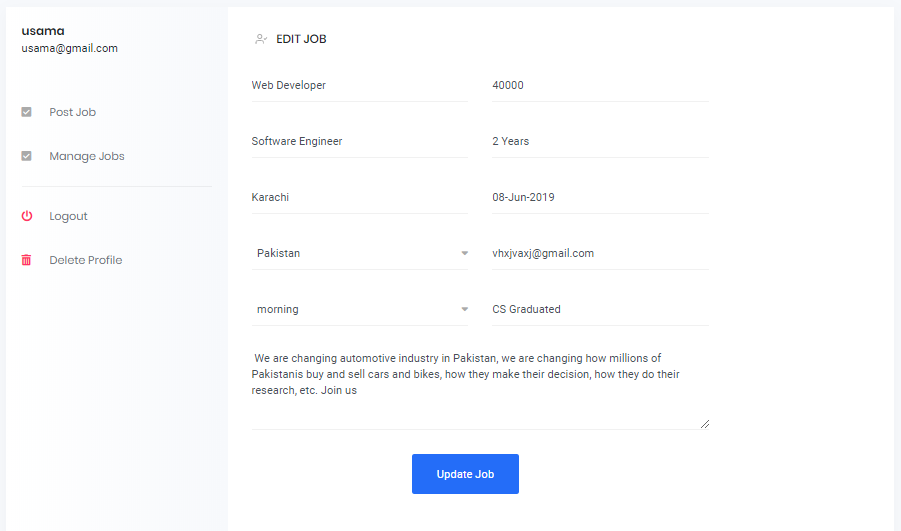 usama
usama@gmail.com
Post Job
Manage Jobs
Logout
Delete Profile
EDIT JOB
Web Developer
40000
Software Engineer
2 Years
Karachi
08-Jun-2019
Pakistan
vhxjvaxj@gmail.com
morning
CS Graduated
We are changing automotive industry in Pakistan, we are changing how millions of
Pakistanis buy and sell cars and bikes, how they make their decision, how they do their
research, etc. Join us
Update Job